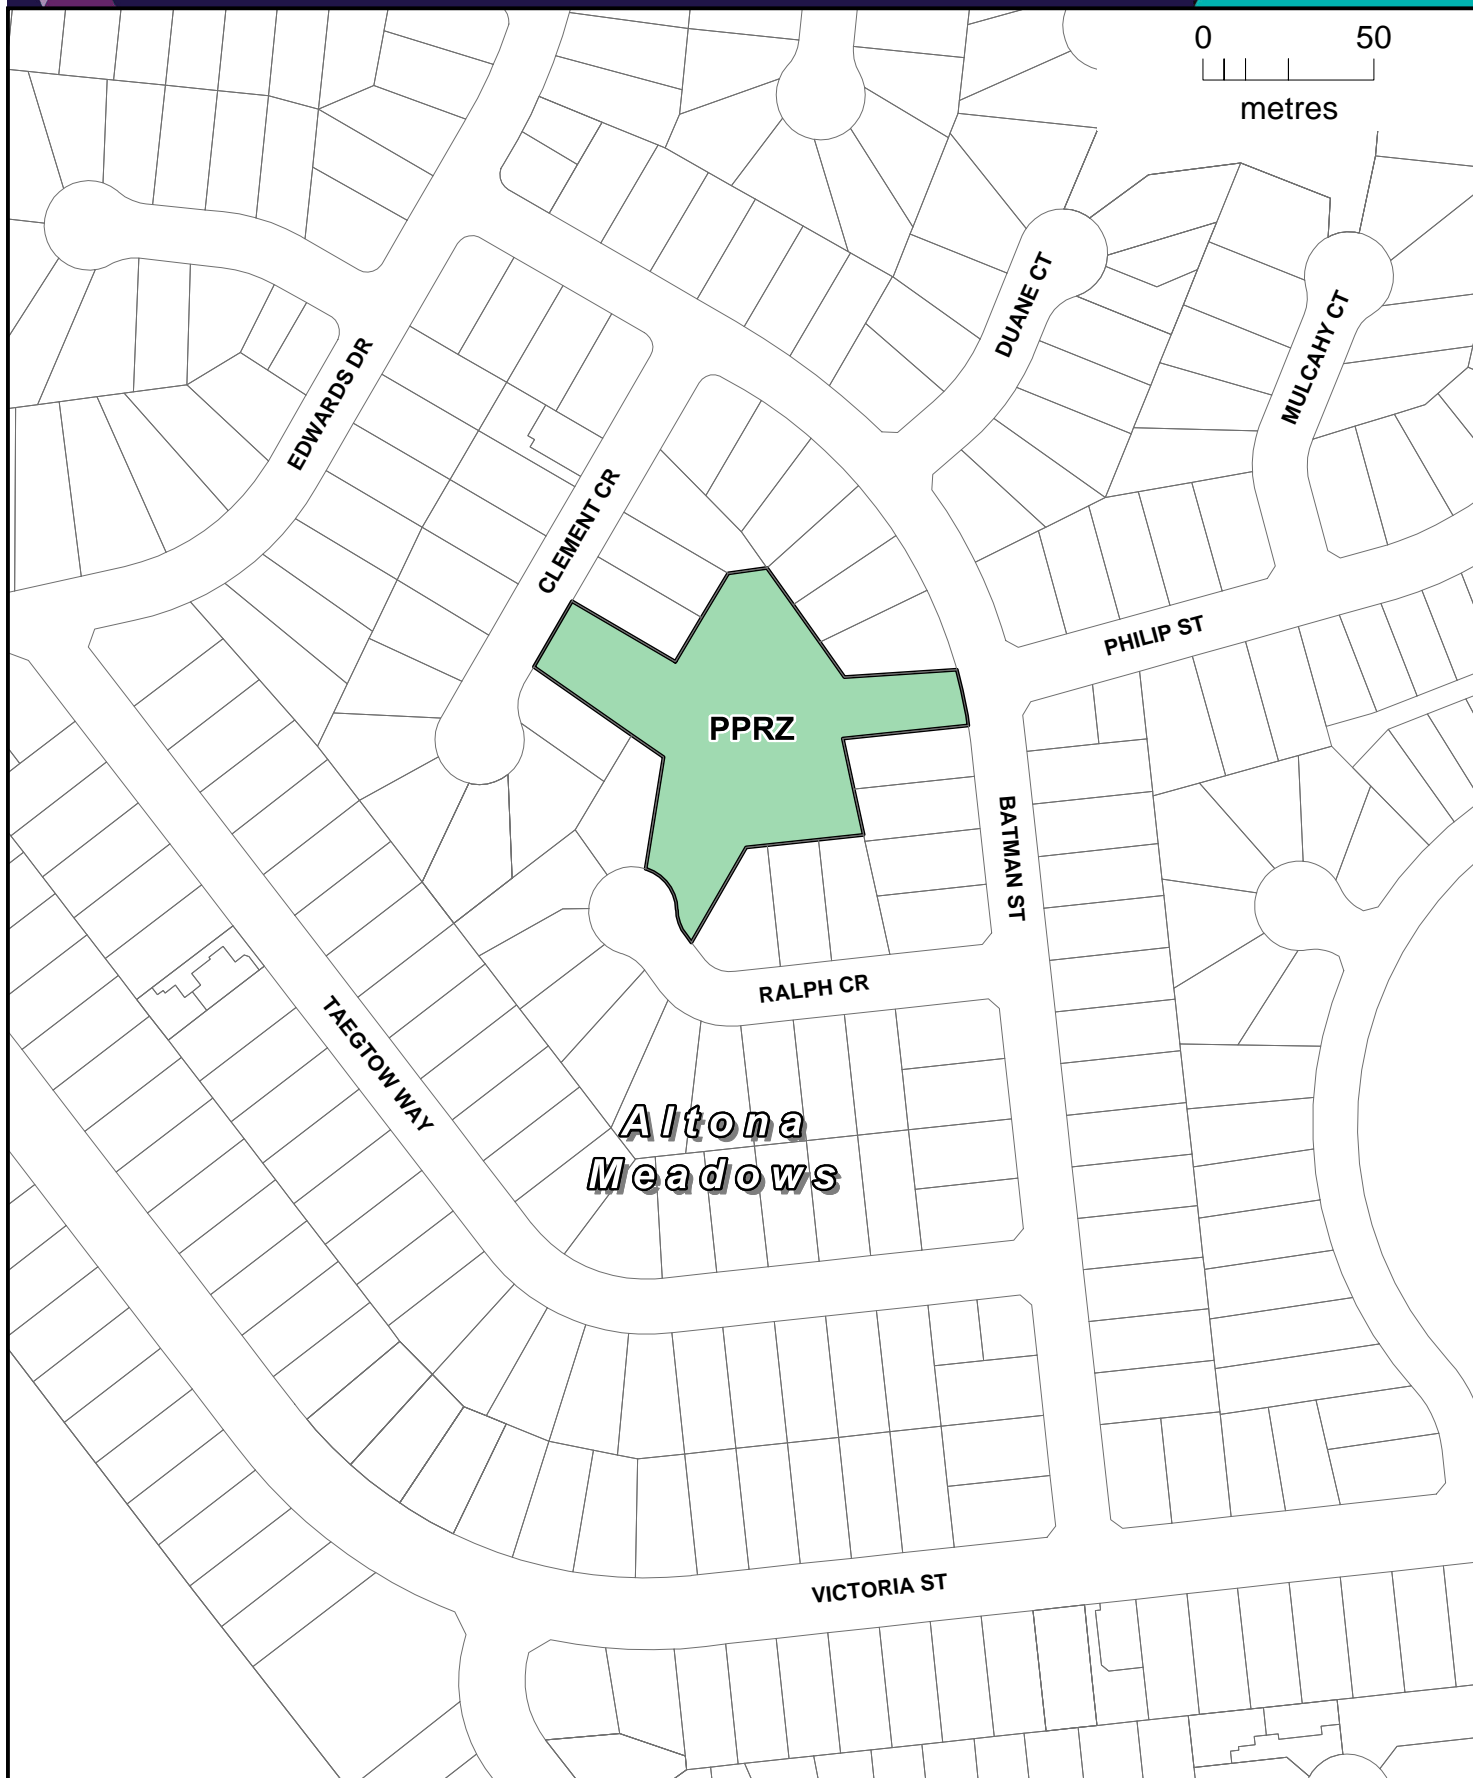 0 50
metres
DUANE CT
MULCAHY CT
EDWARDS DR
CLEMENT CR
PHILIP ST
PPRZ
BATMAN ST
RALPH CR
TAEGTOW WAY
Altona
Meadows
VICTORIA ST